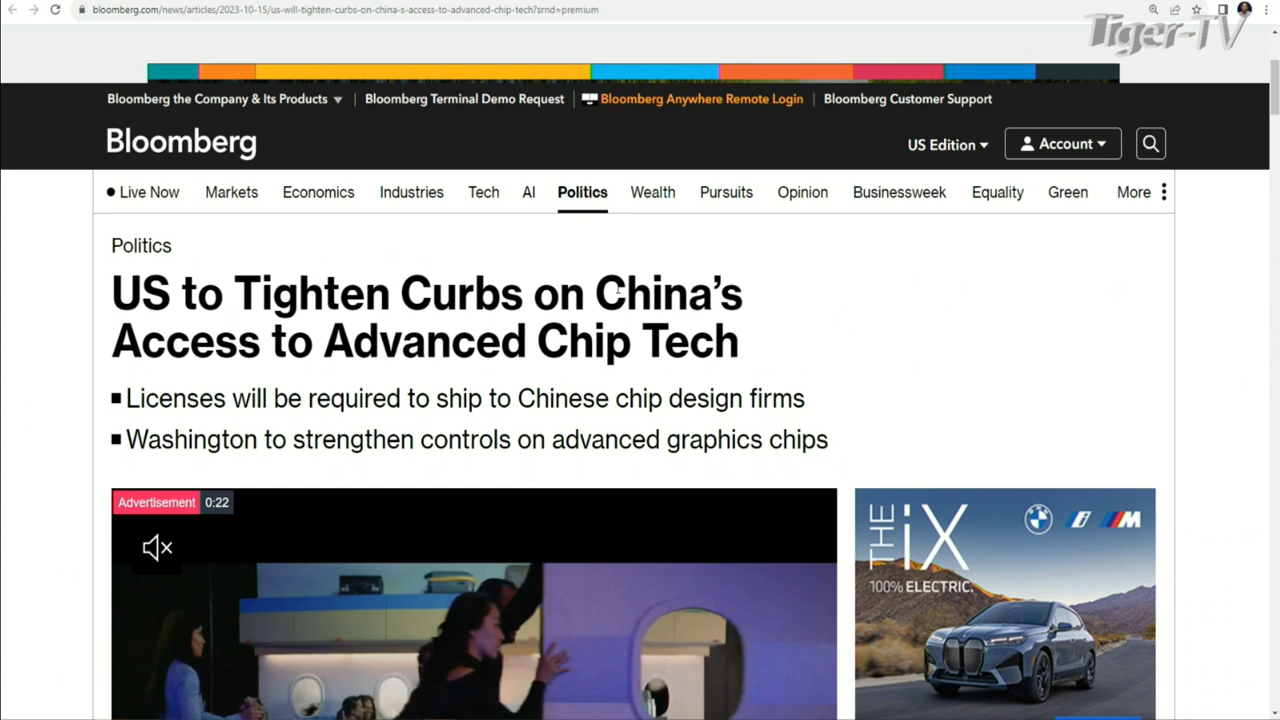 bloomberg.com/news/articles/2023-10-15/us-will-tighten-curbs-on-china-s-access-to-advanced-chip-tech?srnd=premium
Tiger-TV
Bloomberg the Company & Its Products
Bloomberg Terminal Demo Request
Bloomberg Anywhere Remote Login
Bloomberg Customer Support
Bloomberg
US Edition
Account
Live Now
Markets
Economics
Industries
Tech
AI
Politics
Wealth
Pursuits
Opinion
Businessweek
Equality
Green
More
Politics
US to Tighten Curbs on China's
Access to Advanced Chip Tech
Licenses will be required to ship to Chinese chip design firms
Washington to strengthen controls on advanced graphics chips
Advertisement 0:22
THE iX
100% ELECTRIC.
BMW
i
M